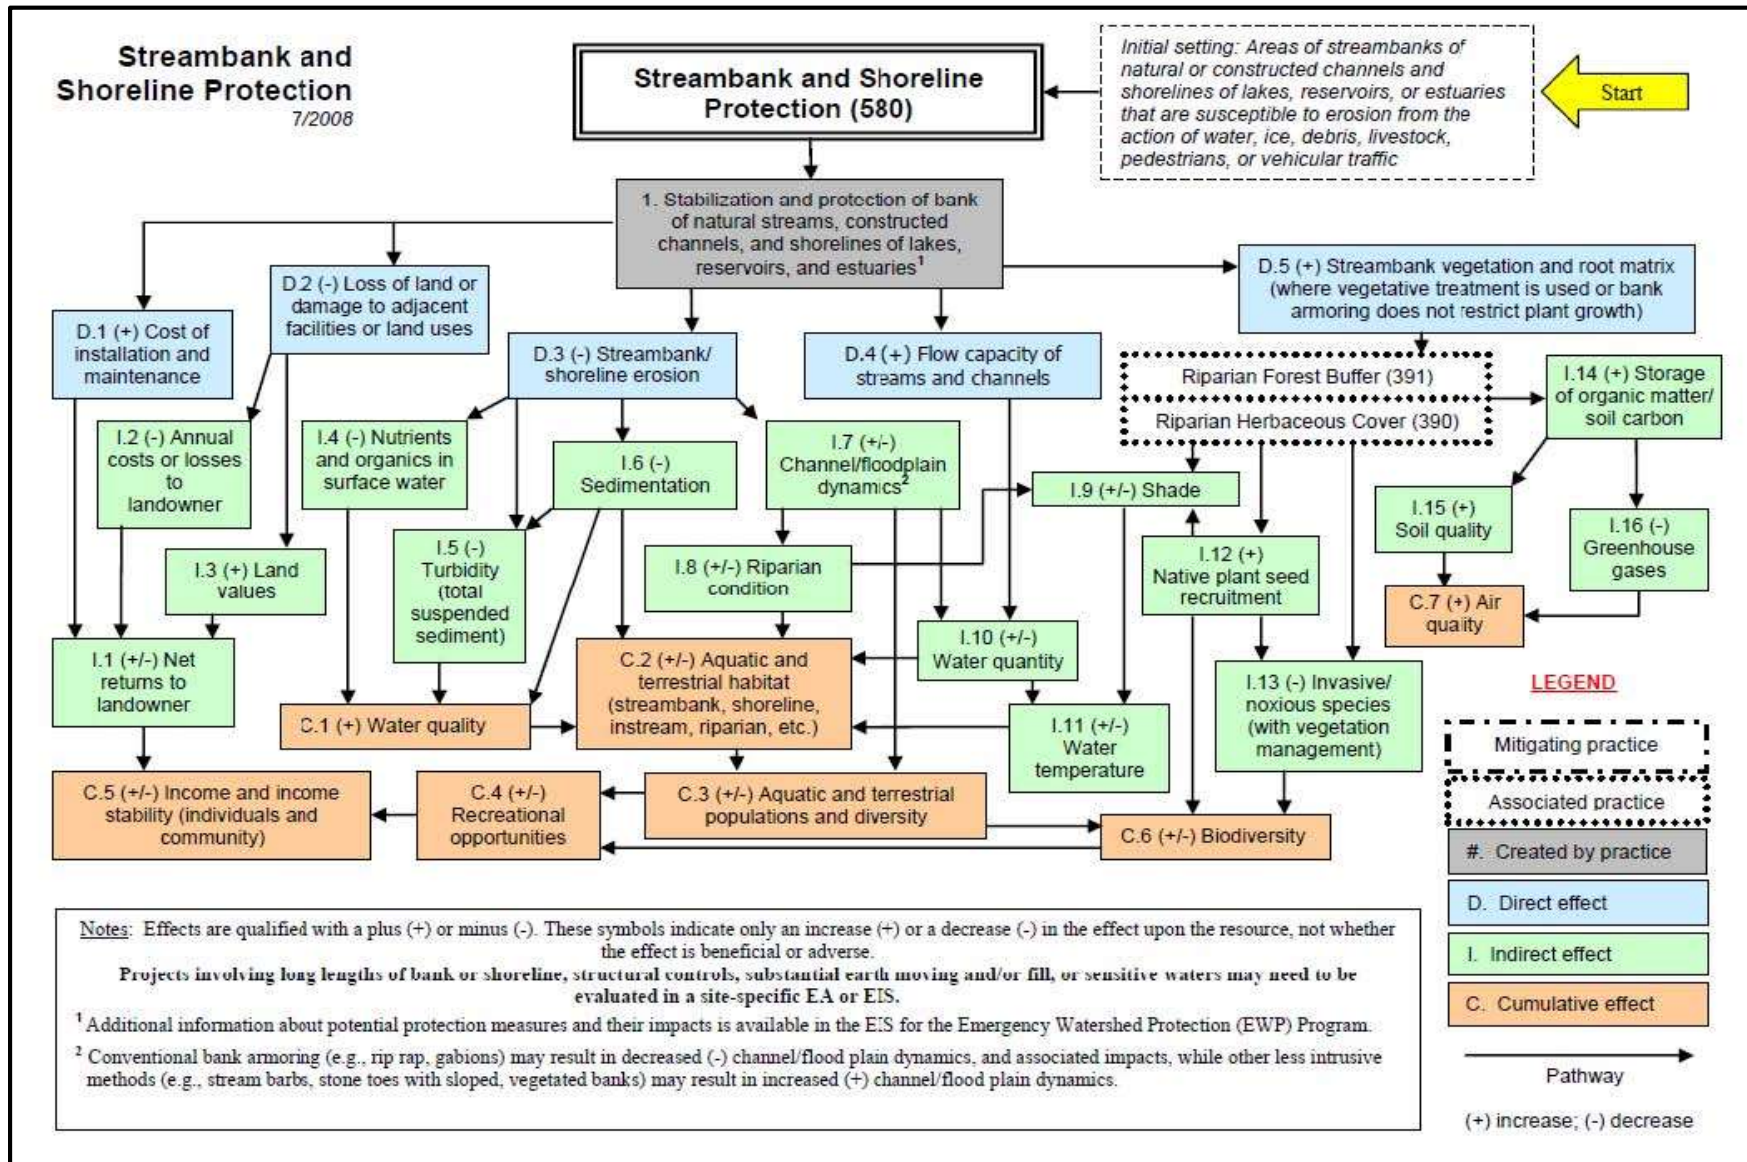 Streambank and
Shoreline Protection
7/2008
Streambank and Shoreline
Protection (580)
Initial setting: Areas of streambanks of
natural or constructed channels and
shorelines of lakes, reservoirs, or estuaries
that are susceptible to erosion from the
action of water, ice, debris, livestock,
pedestrians, or vehicular traffic
Start
1. Stabilization and protection of bank
of natural streams, constructed
channels, and shorelines of lakes,
reservoirs, and estuaries¹
D.1 (+) Cost of
installation and
maintenance
D.2 (-) Loss of land or
damage to adjacent
facilities or land uses
D.3 (-) Streambank/
shoreline erosion
D.4 (+) Flow capacity of
streams and channels
D.5 (+) Streambank vegetation and root matrix
(where vegetative treatment is used or bank
armoring does not restrict plant growth)
Riparian Forest Buffer (391)
Riparian Herbaceous Cover (390)
I.14 (+) Storage
of organic matter/
soil carbon
I.2 (-) Annual
costs or losses
to
landowner
I.4 (-) Nutrients
and organics in
surface water
I.6 (-)
Sedimentation
I.7 (+/-)
Channel/floodplain
dynamics²
I.9 (+/-) Shade
I.15 (+)
Soil quality
I.16 (-)
Greenhouse
gases
I.3 (+) Land
values
I.5 (-)
Turbidity
(total
suspended
sediment)
I.8 (+/-) Riparian
condition
I.12 (+)
Native plant seed
recruitment
C.7 (+) Air
quality
I.1 (+/-) Net
returns to
landowner
C.1 (+) Water quality
C.2 (+/-) Aquatic and
terrestrial habitat
(streambank, shoreline,
instream, riparian, etc.)
I.10 (+/-)
Water quantity
I.11 (+/-)
Water
temperature
I.13 (-) Invasive/
noxious species
(with vegetation
management)
C.5 (+/-) Income and income
stability (individuals and
community)
C.4 (+/-)
Recreational
opportunities
C.3 (+/-) Aquatic and terrestrial
populations and diversity
C.6 (+/-) Biodiversity
LEGEND
Mitigating practice
Associated practice
#. Created by practice
D. Direct effect
I. Indirect effect
C. Cumulative effect
Pathway
(+) increase; (-) decrease
Notes: Effects are qualified with a plus (+) or minus (-). These symbols indicate only an increase (+) or a decrease (-) in the effect upon the resource, not whether
the effect is beneficial or adverse.
Projects involving long lengths of bank or shoreline, structural controls, substantial earth moving and/or fill, or sensitive waters may need to be
evaluated in a site-specific EA or EIS.
¹ Additional information about potential protection measures and their impacts is available in the EIS for the Emergency Watershed Protection (EWP) Program.
² Conventional bank armoring (e.g., rip rap, gabions) may result in decreased (-) channel/flood plain dynamics, and associated impacts, while other less intrusive
methods (e.g., stream barbs, stone toes with sloped, vegetated banks) may result in increased (+) channel/flood plain dynamics.